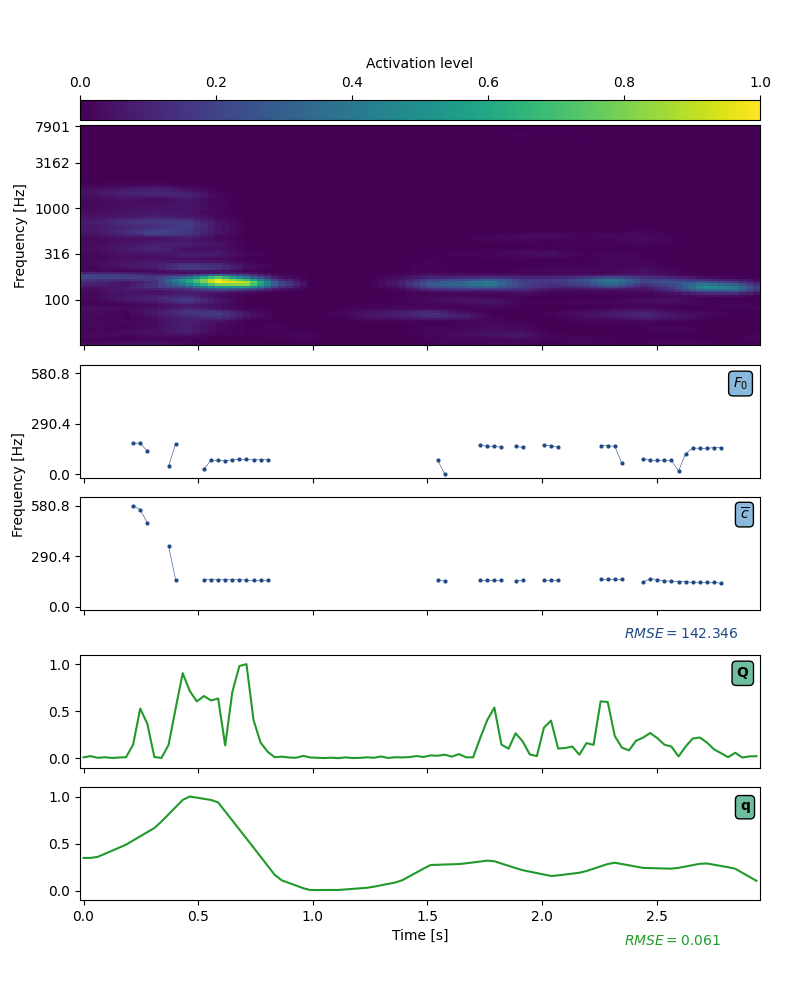 Activation level
0.0 0.2 0.4 0.6 0.8 1.0
Frequency [Hz]
7901
3162
1000
316
100
Frequency [Hz]
580.8
290.4
0.0
F0
580.8
290.4
0.0
c̅
RMSE = 142.346
1.0
0.5
0.0
Q
1.0
0.5
0.0
q
0.0 0.5 1.0 1.5 2.0 2.5
Time [s]
RMSE = 0.061